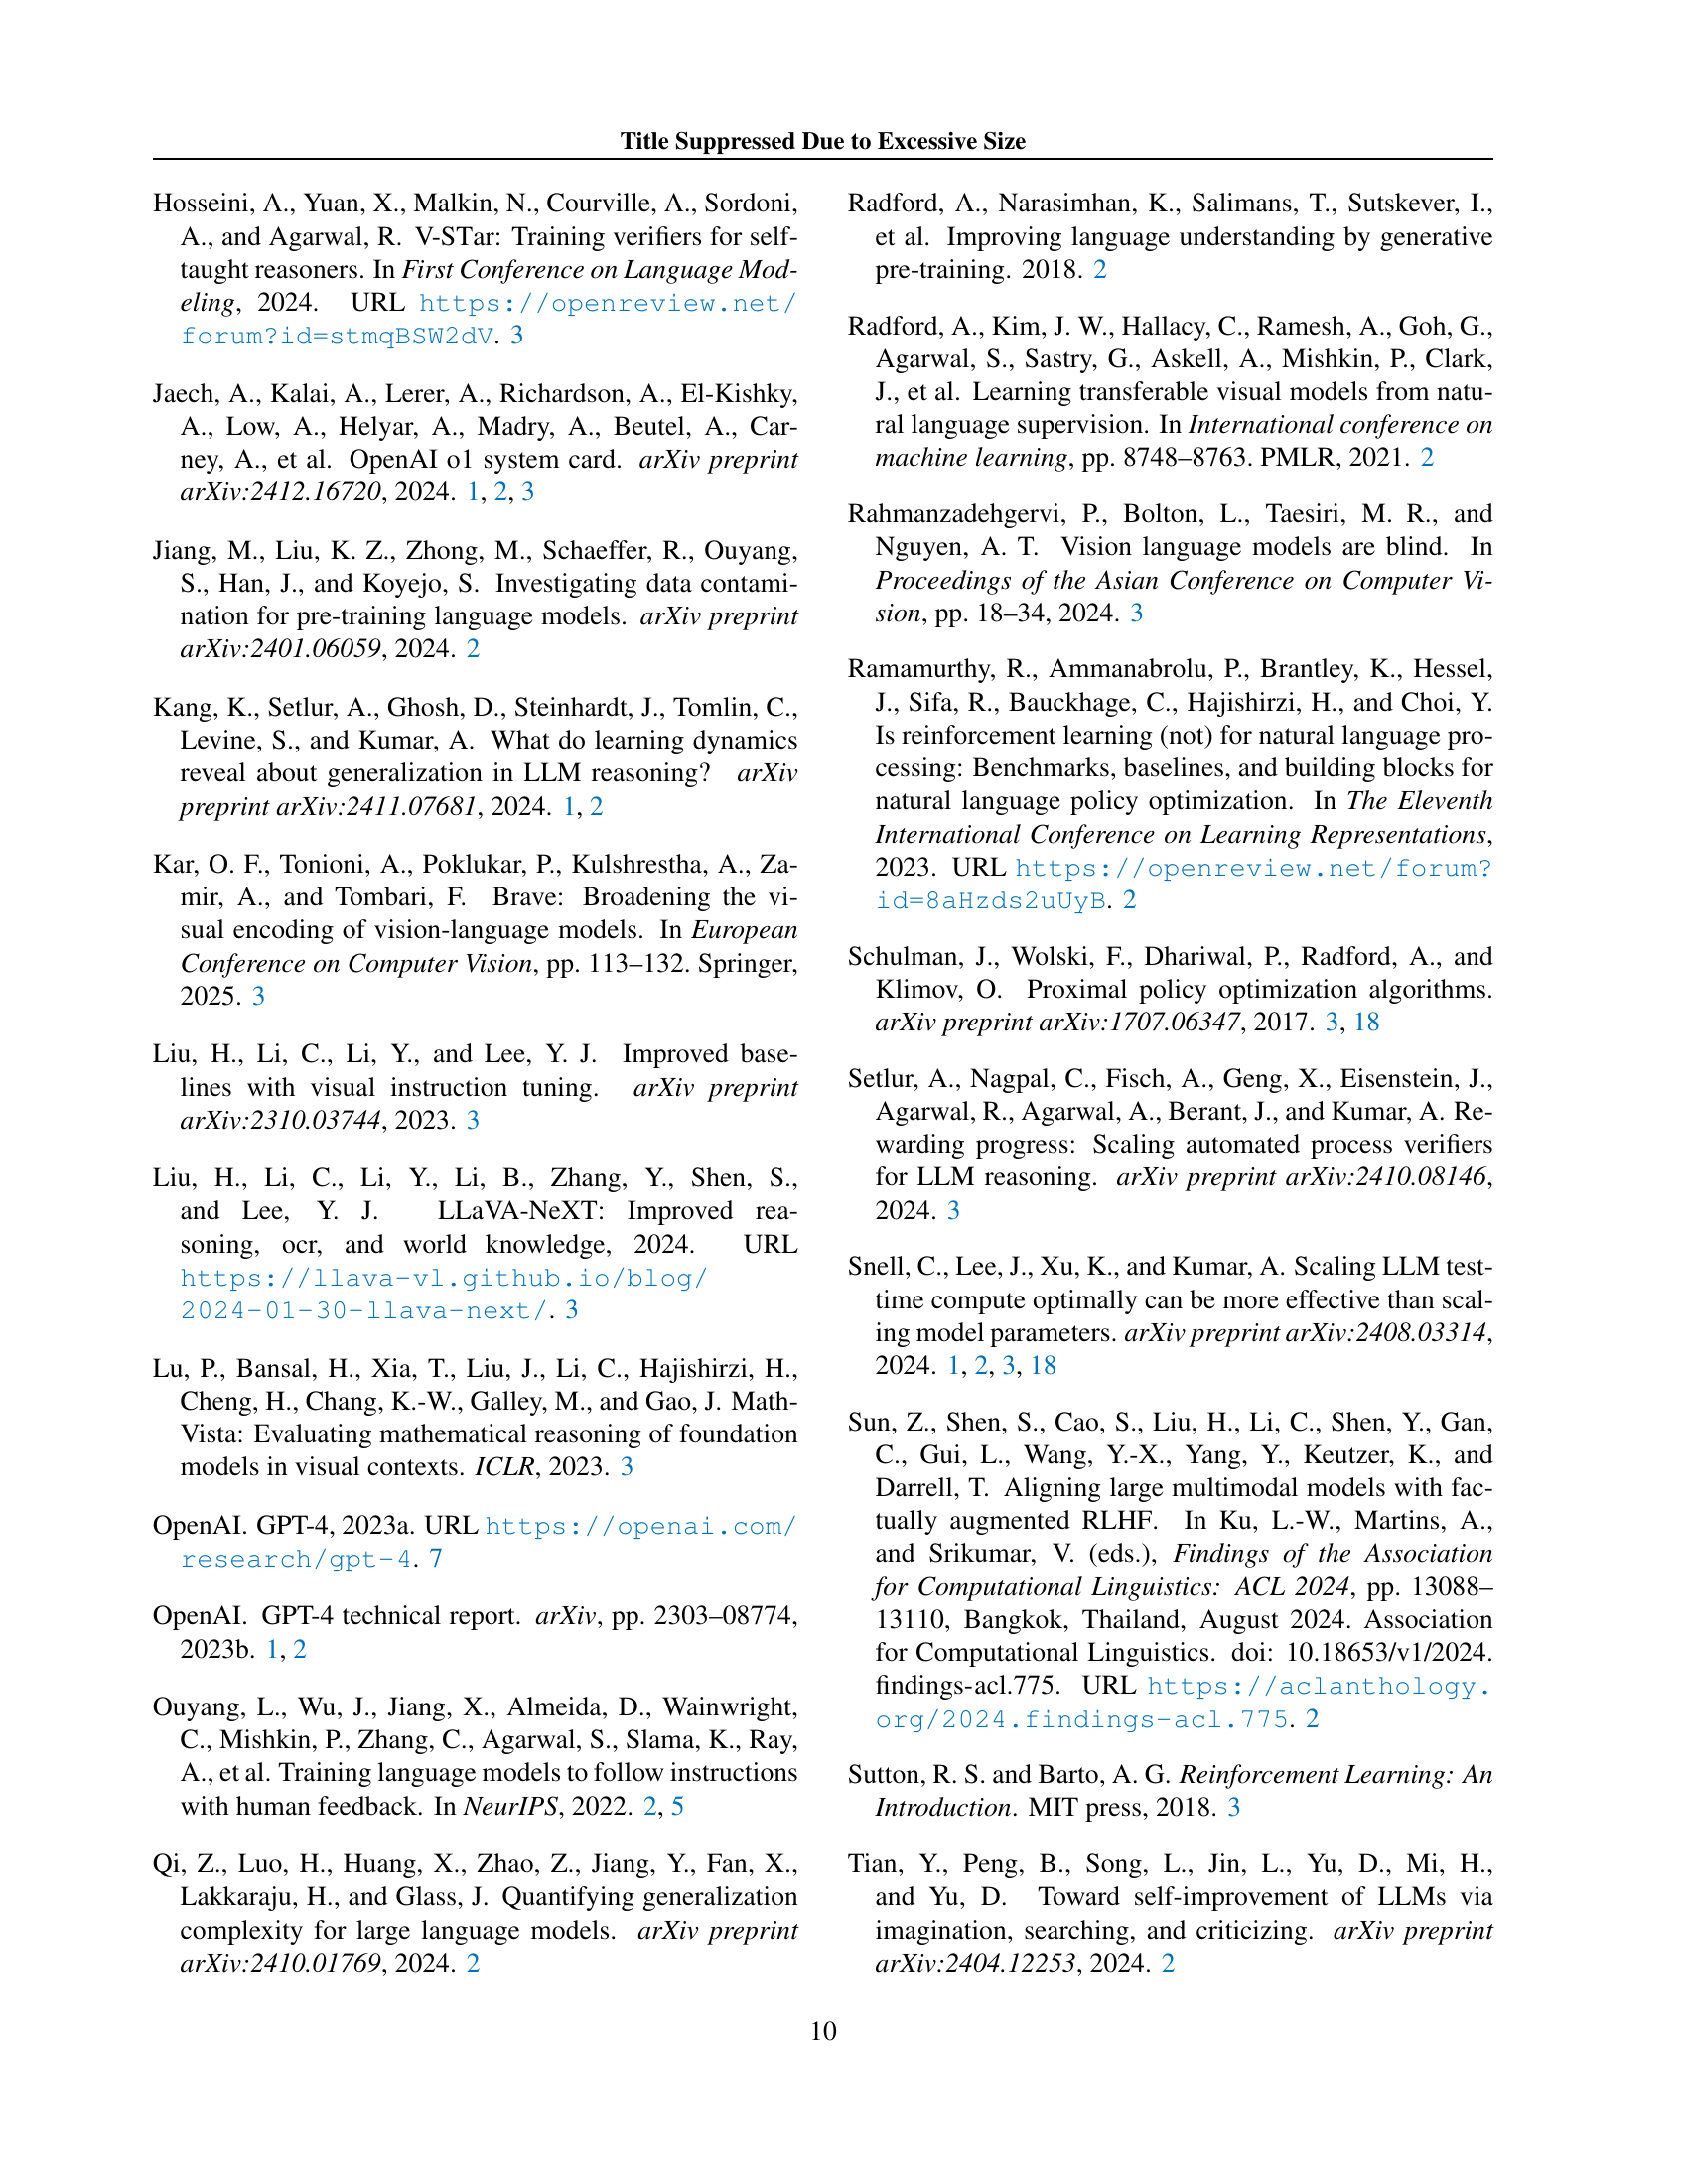 Title Suppressed Due to Excessive Size
Hosseini, A., Yuan, X., Malkin, N., Courville, A., Sordoni,
A., and Agarwal, R. V-STar: Training verifiers for self-
taught reasoners. In First Conference on Language Mod-
eling, 2024. URL https://openreview.net/
forum?id=stmqBSW2dV. 3
Jaech, A., Kalai, A., Lerer, A., Richardson, A., El-Kishky,
A., Low, A., Helyar, A., Madry, A., Beutel, A., Car-
ney, A., et al. OpenAI o1 system card. arXiv preprint
arXiv:2412.16720, 2024. 1, 2, 3
Jiang, M., Liu, K. Z., Zhong, M., Schaeffer, R., Ouyang,
S., Han, J., and Koyejo, S. Investigating data contami-
nation for pre-training language models. arXiv preprint
arXiv:2401.06059, 2024. 2
Kang, K., Setlur, A., Ghosh, D., Steinhardt, J., Tomlin, C.,
Levine, S., and Kumar, A. What do learning dynamics
reveal about generalization in LLM reasoning? arXiv
preprint arXiv:2411.07681, 2024. 1, 2
Kar, O. F., Tonioni, A., Poklukar, P., Kulshrestha, A., Za-
mir, A., and Tombari, F. Brave: Broadening the vi-
sual encoding of vision-language models. In European
Conference on Computer Vision, pp. 113–132. Springer,
2025. 3
Liu, H., Li, C., Li, Y., and Lee, Y. J. Improved base-
lines with visual instruction tuning. arXiv preprint
arXiv:2310.03744, 2023. 3
Liu, H., Li, C., Li, Y., Li, B., Zhang, Y., Shen, S.,
and Lee, Y. J. LLaVA-NeXT: Improved rea-
soning, ocr, and world knowledge, 2024. URL
https://llava-vl.github.io/blog/
2024-01-30-llava-next/. 3
Lu, P., Bansal, H., Xia, T., Liu, J., Li, C., Hajishirzi, H.,
Cheng, H., Chang, K.-W., Galley, M., and Gao, J. Math-
Vista: Evaluating mathematical reasoning of foundation
models in visual contexts. ICLR, 2023. 3
OpenAI. GPT-4, 2023a. URL https://openai.com/
research/gpt-4. 7
OpenAI. GPT-4 technical report. arXiv, pp. 2303–08774,
2023b. 1, 2
Ouyang, L., Wu, J., Jiang, X., Almeida, D., Wainwright,
C., Mishkin, P., Zhang, C., Agarwal, S., Slama, K., Ray,
A., et al. Training language models to follow instructions
with human feedback. In NeurIPS, 2022. 2, 5
Qi, Z., Luo, H., Huang, X., Zhao, Z., Jiang, Y., Fan, X.,
Lakkaraju, H., and Glass, J. Quantifying generalization
complexity for large language models. arXiv preprint
arXiv:2410.01769, 2024. 2
Radford, A., Narasimhan, K., Salimans, T., Sutskever, I.,
et al. Improving language understanding by generative
pre-training. 2018. 2
Radford, A., Kim, J. W., Hallacy, C., Ramesh, A., Goh, G.,
Agarwal, S., Sastry, G., Askell, A., Mishkin, P., Clark,
J., et al. Learning transferable visual models from natu-
ral language supervision. In International conference on
machine learning, pp. 8748–8763. PMLR, 2021. 2
Rahmanzadehgervi, P., Bolton, L., Taesiri, M. R., and
Nguyen, A. T. Vision language models are blind. In
Proceedings of the Asian Conference on Computer Vi-
sion, pp. 18–34, 2024. 3
Ramamurthy, R., Ammanabrolu, P., Brantley, K., Hessel,
J., Sifa, R., Bauckhage, C., Hajishirzi, H., and Choi, Y.
Is reinforcement learning (not) for natural language pro-
cessing: Benchmarks, baselines, and building blocks for
natural language policy optimization. In The Eleventh
International Conference on Learning Representations,
2023. URL https://openreview.net/forum?
id=8aHzds2uUyB. 2
Schulman, J., Wolski, F., Dhariwal, P., Radford, A., and
Klimov, O. Proximal policy optimization algorithms.
arXiv preprint arXiv:1707.06347, 2017. 3, 18
Setlur, A., Nagpal, C., Fisch, A., Geng, X., Eisenstein, J.,
Agarwal, R., Agarwal, A., Berant, J., and Kumar, A. Re-
warding progress: Scaling automated process verifiers
for LLM reasoning. arXiv preprint arXiv:2410.08146,
2024. 3
Snell, C., Lee, J., Xu, K., and Kumar, A. Scaling LLM test-
time compute optimally can be more effective than scal-
ing model parameters. arXiv preprint arXiv:2408.03314,
2024. 1, 2, 3, 18
Sun, Z., Shen, S., Cao, S., Liu, H., Li, C., Shen, Y., Gan,
C., Gui, L., Wang, Y.-X., Yang, Y., Keutzer, K., and
Darrell, T. Aligning large multimodal models with fac-
tually augmented RLHF. In Ku, L.-W., Martins, A.,
and Srikumar, V. (eds.), Findings of the Association
for Computational Linguistics: ACL 2024, pp. 13088–
13110, Bangkok, Thailand, August 2024. Association
for Computational Linguistics. doi: 10.18653/v1/2024.
findings-acl.775. URL https://aclanthology.
org/2024.findings-acl.775. 2
Sutton, R. S. and Barto, A. G. Reinforcement Learning: An
Introduction. MIT press, 2018. 3
Tian, Y., Peng, B., Song, L., Jin, L., Yu, D., Mi, H.,
and Yu, D. Toward self-improvement of LLMs via
imagination, searching, and criticizing. arXiv preprint
arXiv:2404.12253, 2024. 2
10